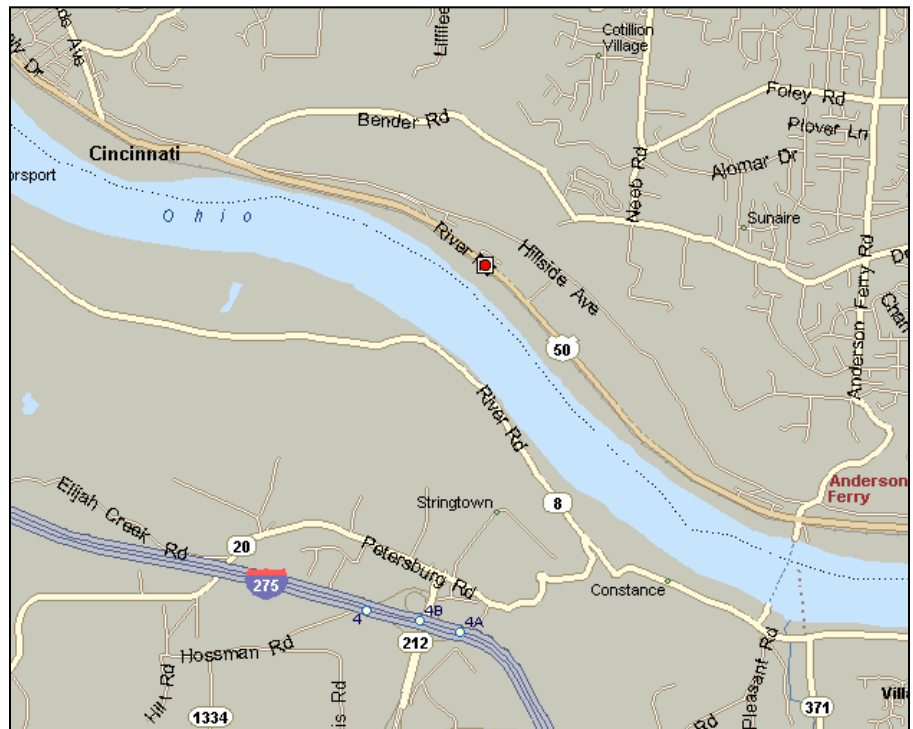 Cotillion
Village
Foley Rd
Plover Ln
Bender Rd
Cincinnati
Alomar Dr
Neeb Rd
orsport
Ohio
Sunaire
River Rd
Hillside Ave
Anderson Ferry Rd
50
River Rd
Anderson
Ferry
Elijah Creek Rd
Stringtown
8
20
Petersburg Rd
275
Constance
4
4B
4A
212
Hossman Rd
Pleasant Rd
Rd
1334
is Rd
371